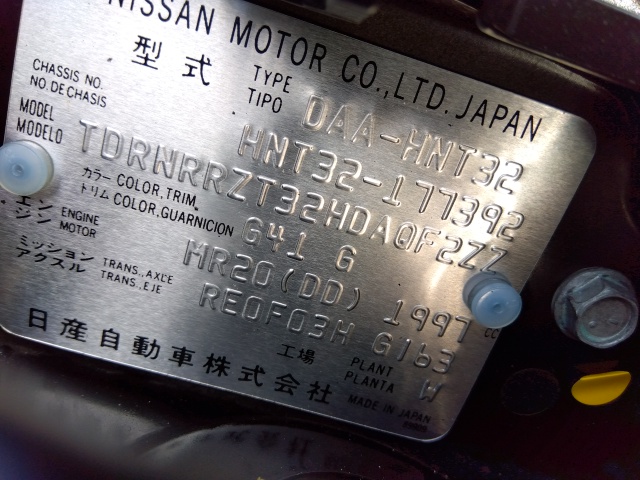 NISSAN MOTOR CO.,LTD.JAPAN
型式 TYPE TIPO DAA-HNT32
CHASSIS NO. NO.DE CHASIS HNT32-177392
MODEL MODELO TDRNRRZT32HDAQF2ZZ
カラー トリム COLOR,TRIM COLOR,GUARNICION G41 G
エンジン ENGINE MOTOR MR20(DD) 1997 cc
ミッション アクスル TRANS.,AXLE TRANS.,EJE RE0F03H G163
工場 PLANT PLANTA W
日産自動車株式会社 MADE IN JAPAN